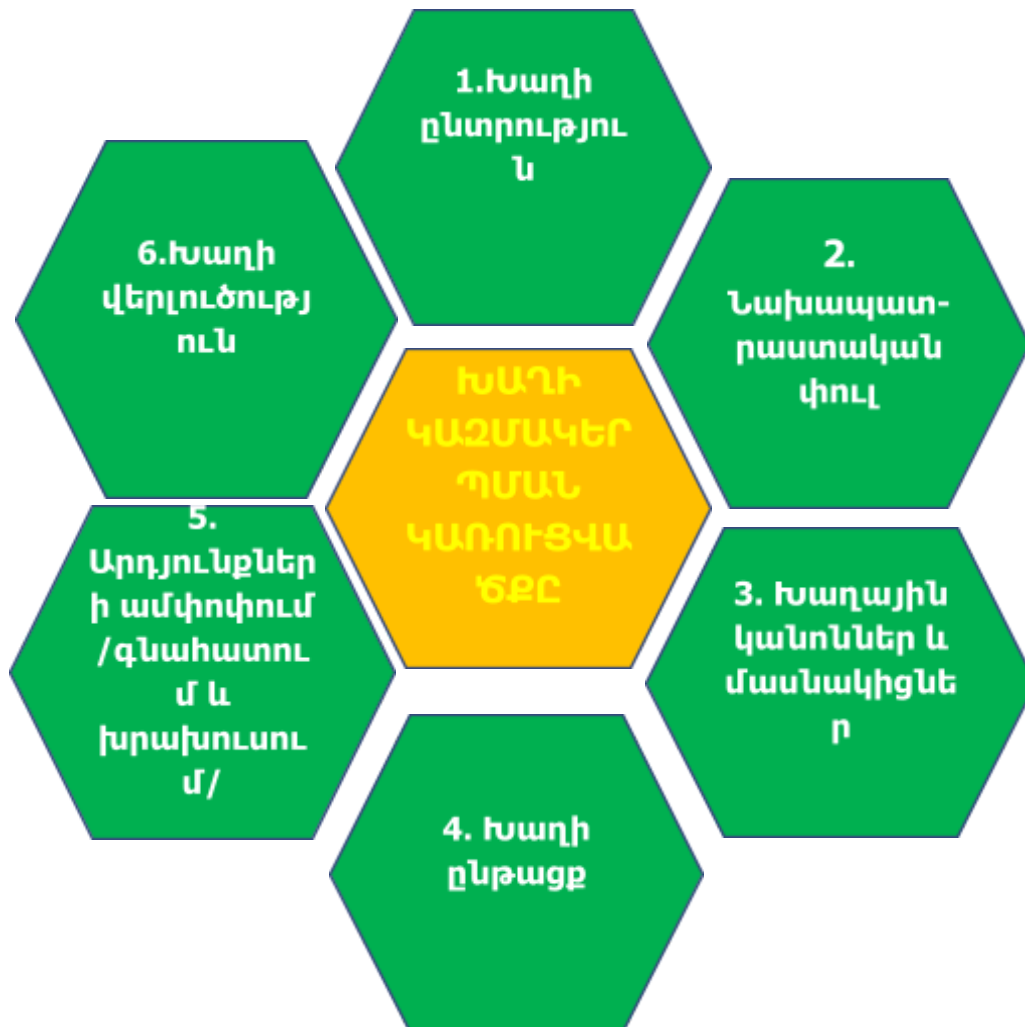 1.Խաղի
ընտրությու
ն
2.
Նախապատ-
րաստական
փուլ
3. Խաղային
կանոններ և
մասնակիցնե
ր
4. Խաղի
ընթացք
5.
Արդյունքներ
ի ամփոփում
/գնահատու
մ և
խրախուսու
մ/
6.Խաղի
վերլուծությ
ուն
ԽԱՂԻ
ԿԱԶՄԱԿԵՐ
ՊՄԱՆ
ԿԱՌՈՒՑՎԱ
ԾՔԸ